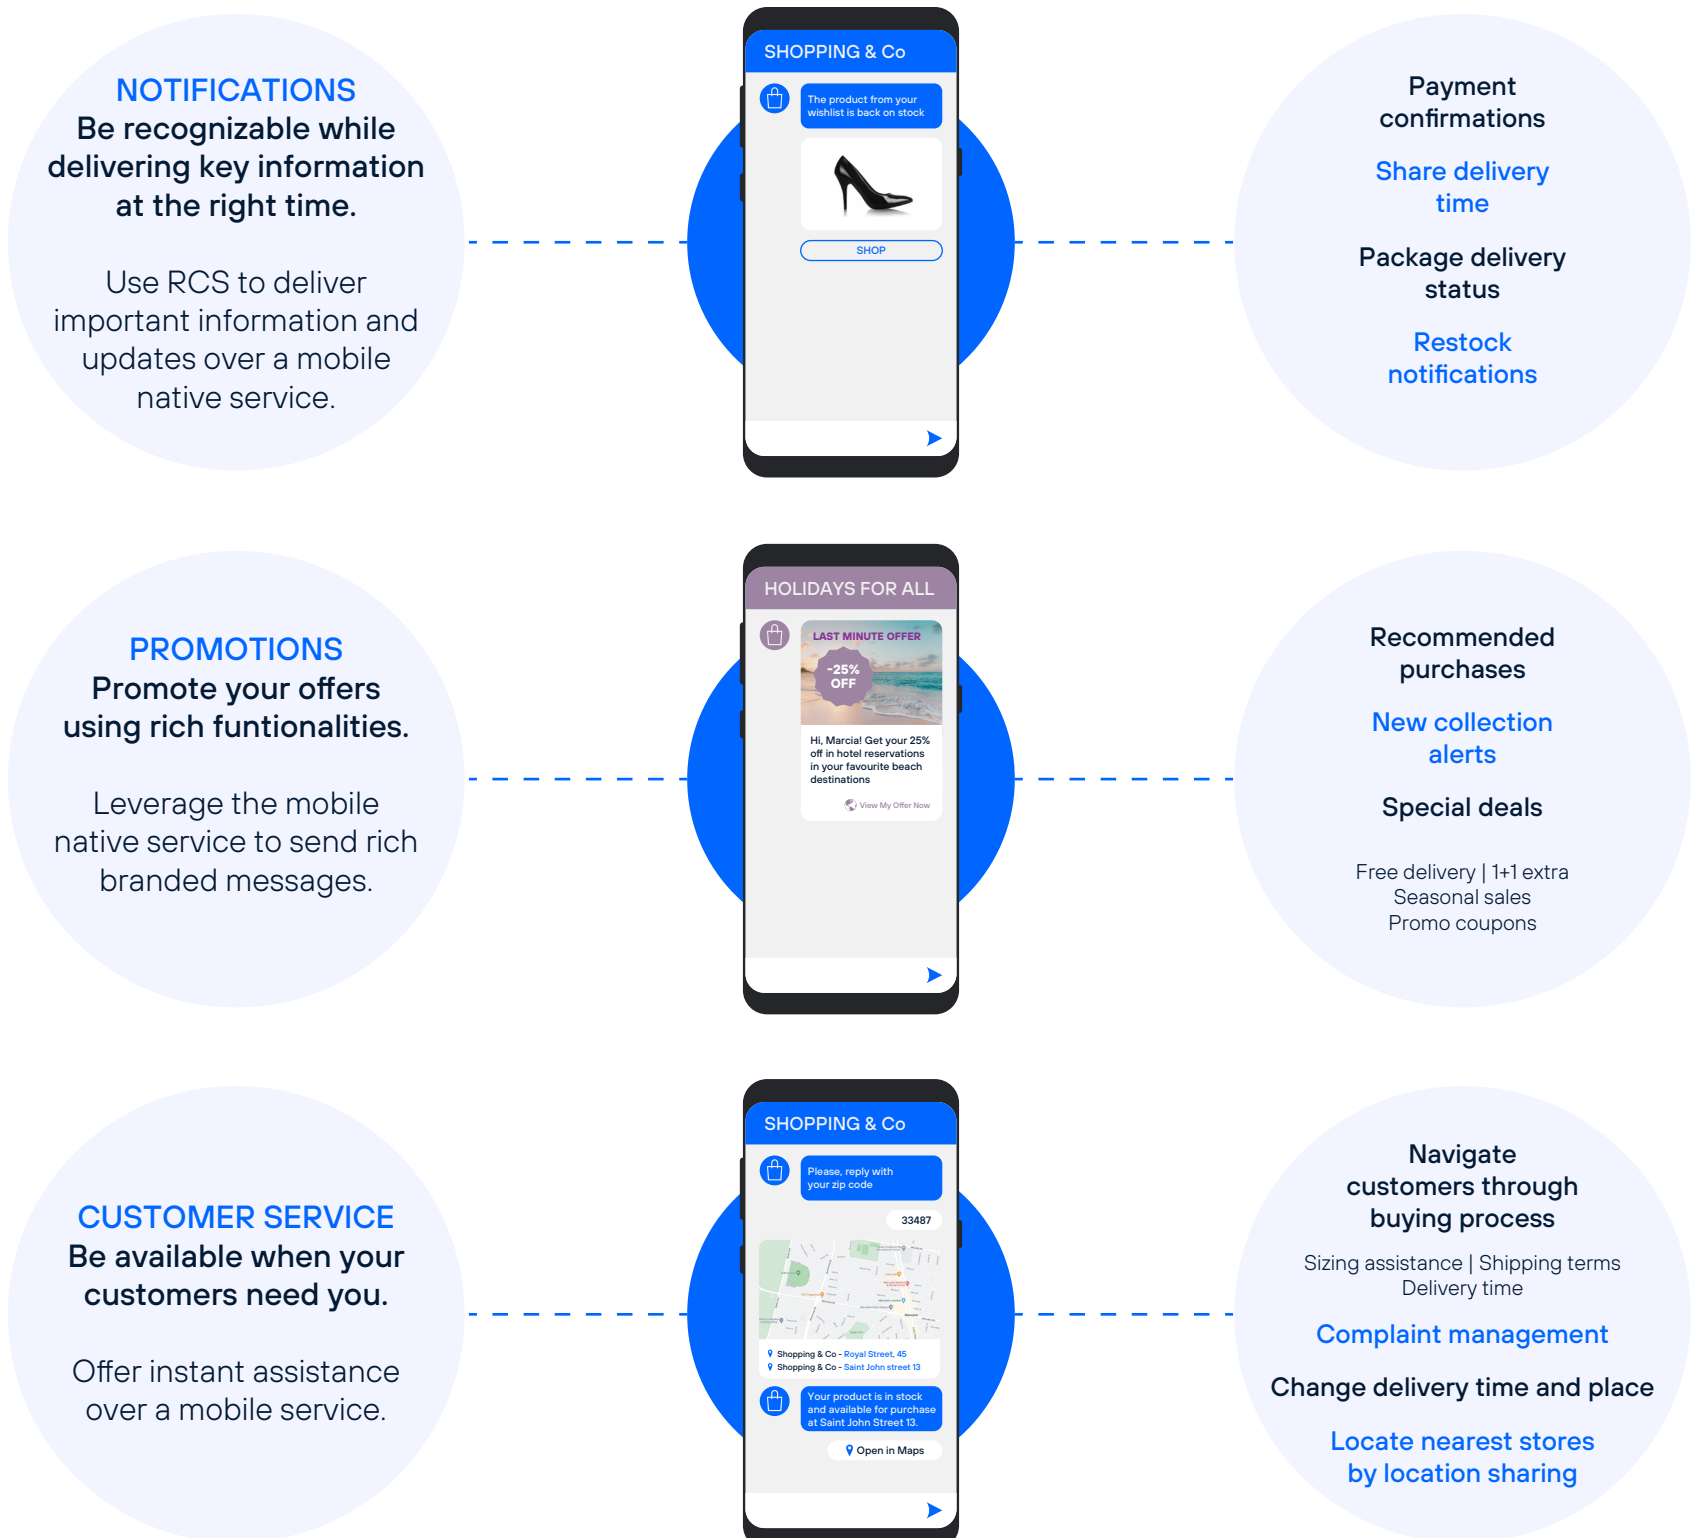 NOTIFICATIONS
Be recognizable while
delivering key information
at the right time.
Use RCS to deliver
important information and
updates over a mobile
native service.
SHOPPING & Co
The product from your
wishlist is back on stock
SHOP
Payment
confirmations
Share delivery
time
Package delivery
status
Restock
notifications
PROMOTIONS
Promote your offers
using rich funtionalities.
Leverage the mobile
native service to send rich
branded messages.
HOLIDAYS FOR ALL
LAST MINUTE OFFER
-25%
OFF
Hi, Marcia! Get your 25%
off in hotel reservations
in your favourite beach
destinations
View My Offer Now
Recommended
purchases
New collection
alerts
Special deals
Free delivery | 1+1 extra
Seasonal sales
Promo coupons
CUSTOMER SERVICE
Be available when your
customers need you.
Offer instant assistance
over a mobile service.
SHOPPING & Co
Please, reply with
your zip code
33487
Shopping & Co - Royal Street, 45
Shopping & Co - Saint John street 13
Your product is in stock
and available for purchase
at Saint John Street 13.
Open in Maps
Navigate
customers through
buying process
Sizing assistance | Shipping terms
Delivery time
Complaint management
Change delivery time and place
Locate nearest stores
by location sharing